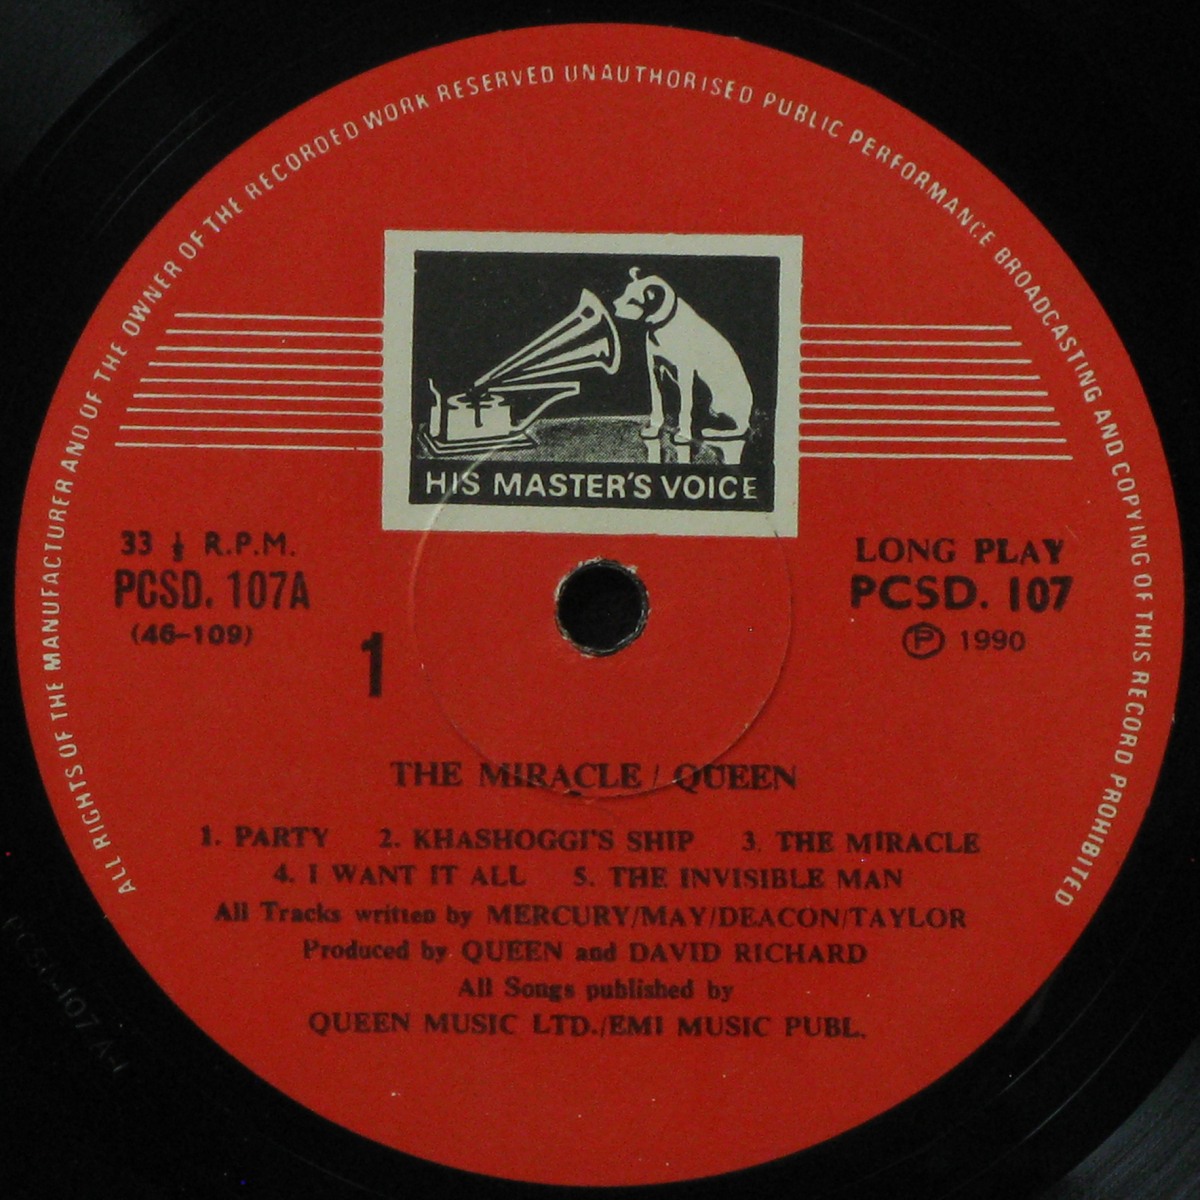 ALL RIGHTS OF THE MANUFACTURER AND OF THE OWNER OF THE RECORDED WORK RESERVED UNAUTHORISED PUBLIC PERFORMANCE BROADCASTING AND COPYING OF THIS RECORD PROHIBITED
HIS MASTER'S VOICE
33 ⅓ R.P.M.
PCSD. 107A
(46-109)
1
LONG PLAY
PCSD. 107
Ⓟ 1990
THE MIRACLE / QUEEN
1. PARTY 2. KHASHOGGI'S SHIP 3. THE MIRACLE
4. I WANT IT ALL 5. THE INVISIBLE MAN
All Tracks written by MERCURY/MAY/DEACON/TAYLOR
Produced by QUEEN and DAVID RICHARD
All Songs published by
QUEEN MUSIC LTD./EMI MUSIC PUBL.